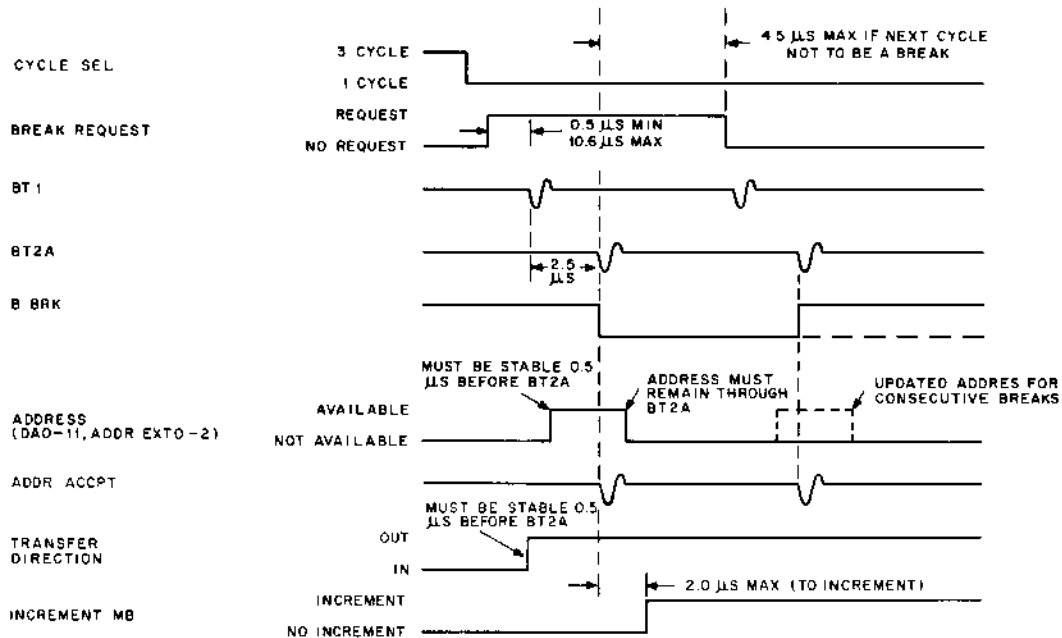 4.5 µS MAX IF NEXT CYCLE
NOT TO BE A BREAK
CYCLE SEL
3 CYCLE
1 CYCLE
BREAK REQUEST
REQUEST
NO REQUEST
0.5 µS MIN
10.6 µS MAX
BT 1
BT2A
2.5
µS
B BRK
MUST BE STABLE 0.5
µS BEFORE BT2A
ADDRESS MUST
REMAIN THROUGH
BT2A
UPDATED ADDRES FOR
CONSECUTIVE BREAKS
ADDRESS
(DA0-11, ADDR EXT0-2)
AVAILABLE
NOT AVAILABLE
ADDR ACCPT
MUST BE STABLE 0.5
µS BEFORE BT2A
TRANSFER
DIRECTION
OUT
IN
2.0 µS MAX (TO INCREMENT)
INCREMENT MB
INCREMENT
NO INCREMENT